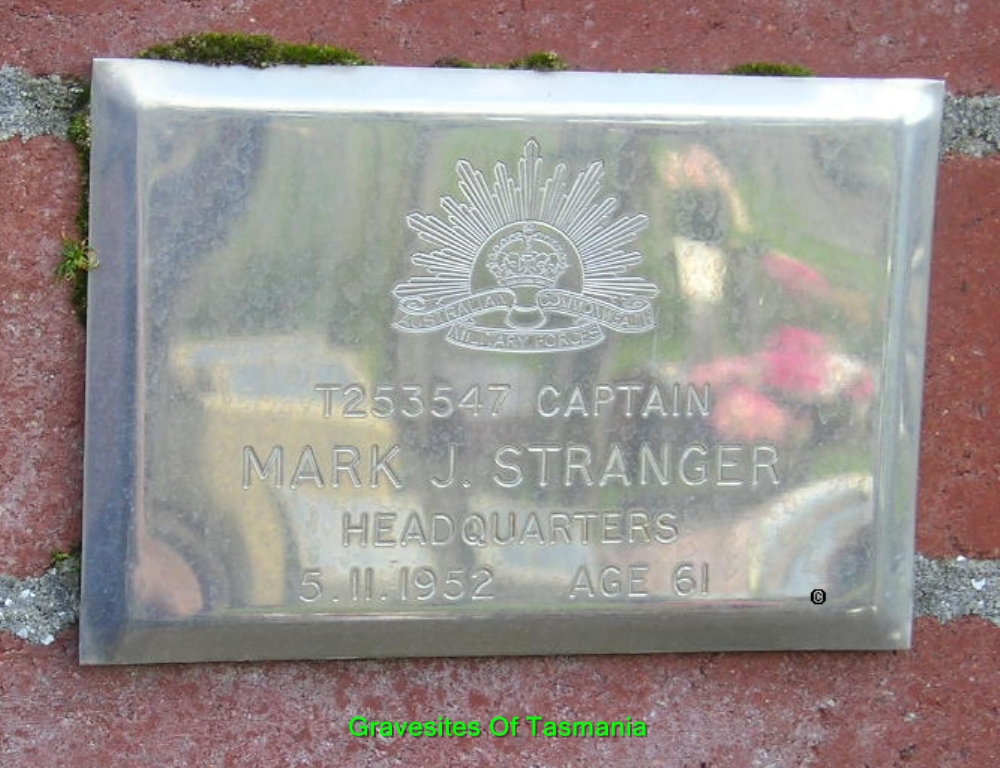 AUSTRALIAN COMMONWEALTH
MILITARY FORCES
T253547 CAPTAIN
MARK J. STRANGER
HEADQUARTERS
5.11.1952 AGE 61
©
Gravesites Of Tasmania